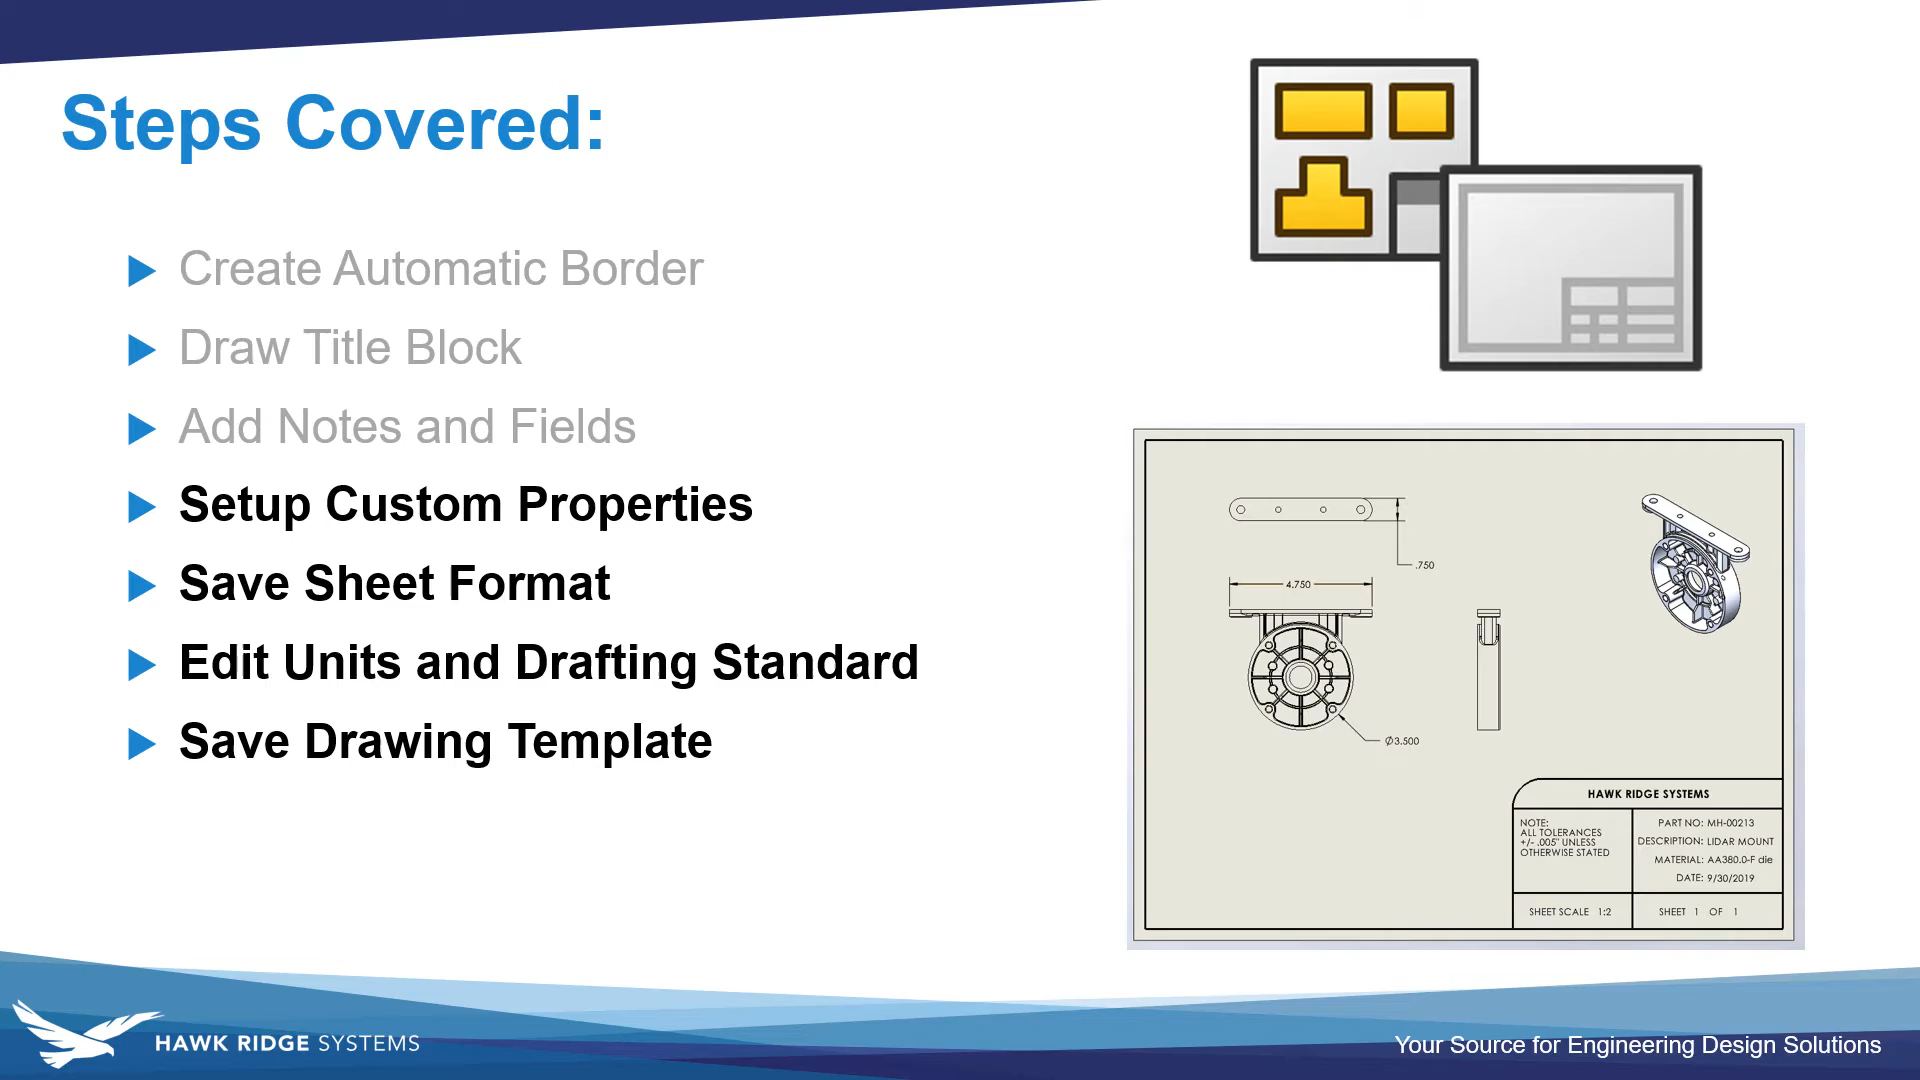 Steps Covered:
Create Automatic Border
Draw Title Block
Add Notes and Fields
Setup Custom Properties
Save Sheet Format
Edit Units and Drafting Standard
Save Drawing Template
.750
4.750
Ø3.500
HAWK RIDGE SYSTEMS
NOTE:
ALL TOLERANCES
+/- .005" UNLESS
OTHERWISE STATED
PART NO: MH-00213
DESCRIPTION: LIDAR MOUNT
MATERIAL: AA380.0-F die
DATE: 9/30/2019
SHEET SCALE 1:2
SHEET 1 OF 1
HAWK RIDGE SYSTEMS
Your Source for Engineering Design Solutions